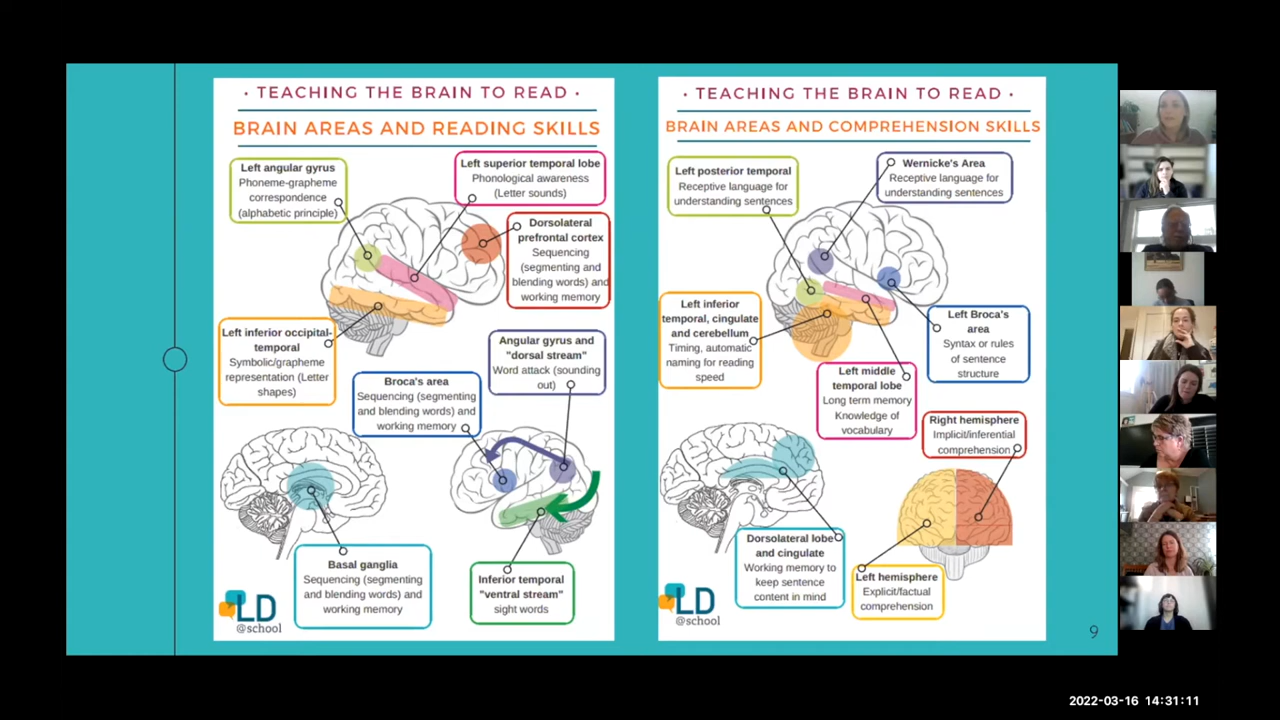 · TEACHING THE BRAIN TO READ ·
BRAIN AREAS AND READING SKILLS
Left angular gyrus
Phoneme-grapheme
correspondence
(alphabetic principle)
Left superior temporal lobe
Phonological awareness
(Letter sounds)
Dorsolateral
prefrontal cortex
Sequencing
(segmenting and
blending words) and
working memory
Left inferior occipital-
temporal
Symbolic/grapheme
representation (Letter
shapes)
Broca's area
Sequencing (segmenting
and blending words) and
working memory
Angular gyrus and
"dorsal stream"
Word attack (sounding
out)
Basal ganglia
Sequencing (segmenting
and blending words) and
working memory
Inferior temporal
"ventral stream"
sight words
LD
@school
· TEACHING THE BRAIN TO READ ·
BRAIN AREAS AND COMPREHENSION SKILLS
Left posterior temporal
Receptive language for
understanding sentences
Wernicke's Area
Receptive language for
understanding sentences
Left inferior
temporal, cingulate
and cerebellum
Timing, automatic
naming for reading
speed
Left middle
temporal lobe
Long term memory
Knowledge of
vocabulary
Left Broca's
area
Syntax or rules
of sentence
structure
Right hemisphere
Implicit/inferential
comprehension
Dorsolateral lobe
and cingulate
Working memory to
keep sentence
content in mind
Left hemisphere
Explicit/factual
comprehension
LD
@school
9
2022-03-16 14:31:11